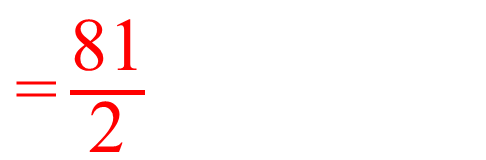 = 81/2